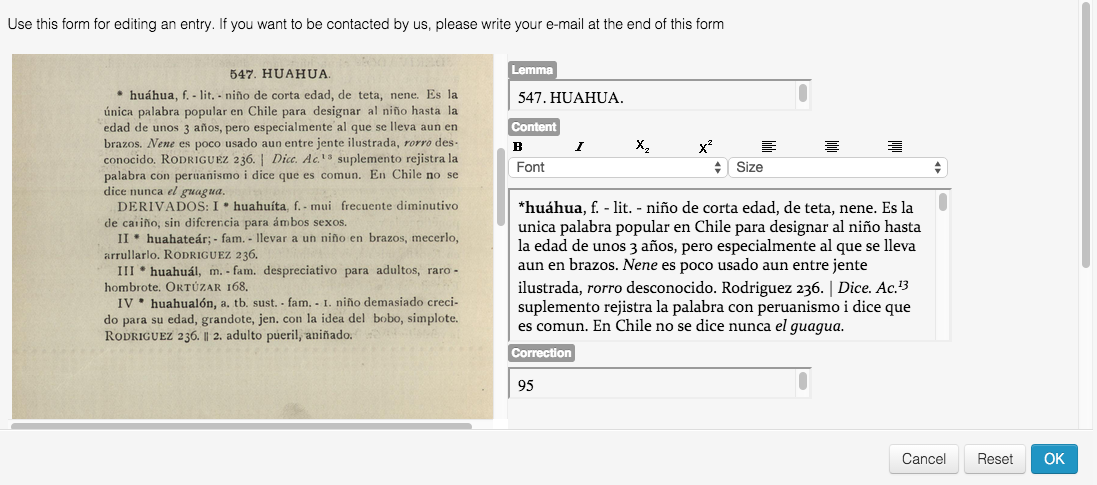 Use this form for editing an entry. If you want to be contacted by us, please write your e-mail at the end of this form
547. HUAHUA.
* huáhua, f. - lit. - niño de corta edad, de teta, nene. Es la
única palabra popular en Chile para designar al niño hasta la
edad de unos 3 años, pero especialmente al que se lleva aun en
brazos. Nene es poco usado aun entre jente ilustrada, rorro des-
conocido. RODRIGUEZ 236. | Dicc. Ac.¹³ suplemento rejistra la
palabra con peruanismo i dice que es comun. En Chile no se
dice nunca el guagua.
DERIVADOS: I * huahuíta, f. - mui frecuente diminutivo
de cariño, sin diferencia para ámbos sexos.
II * huahateár; - fam. - llevar a un niño en brazos, mecerlo,
arrullarlo. RODRIGUEZ 236.
III * huahuál, m. - fam. despreciativo para adultos, raro -
hombrote. ORTÚZAR 168.
IV * huahualón, a. tb. sust. - fam. - 1. niño demasiado creci-
do para su edad, grandote, jen. con la idea del bobo, simplote.
RODRIGUEZ 236. || 2. adulto pueril, aniñado.
Lemma
547. HUAHUA.
Content
B I X₂ X²
Font Size
*huáhua, f. - lit. - niño de corta edad, de teta, nene. Es la
unica palabra popular en Chile para designar al niño hasta
la edad de unos 3 años, pero especialmente al que se lleva
aun en brazos. Nene es poco usado aun entre jente
ilustrada, rorro desconocido. Rodriguez 236. | Dice. Ac.¹³
suplemento rejistra la palabra con peruanismo i dice que
es comun. En Chile no se dice nunca el guagua.
Correction
95
Cancel Reset OK